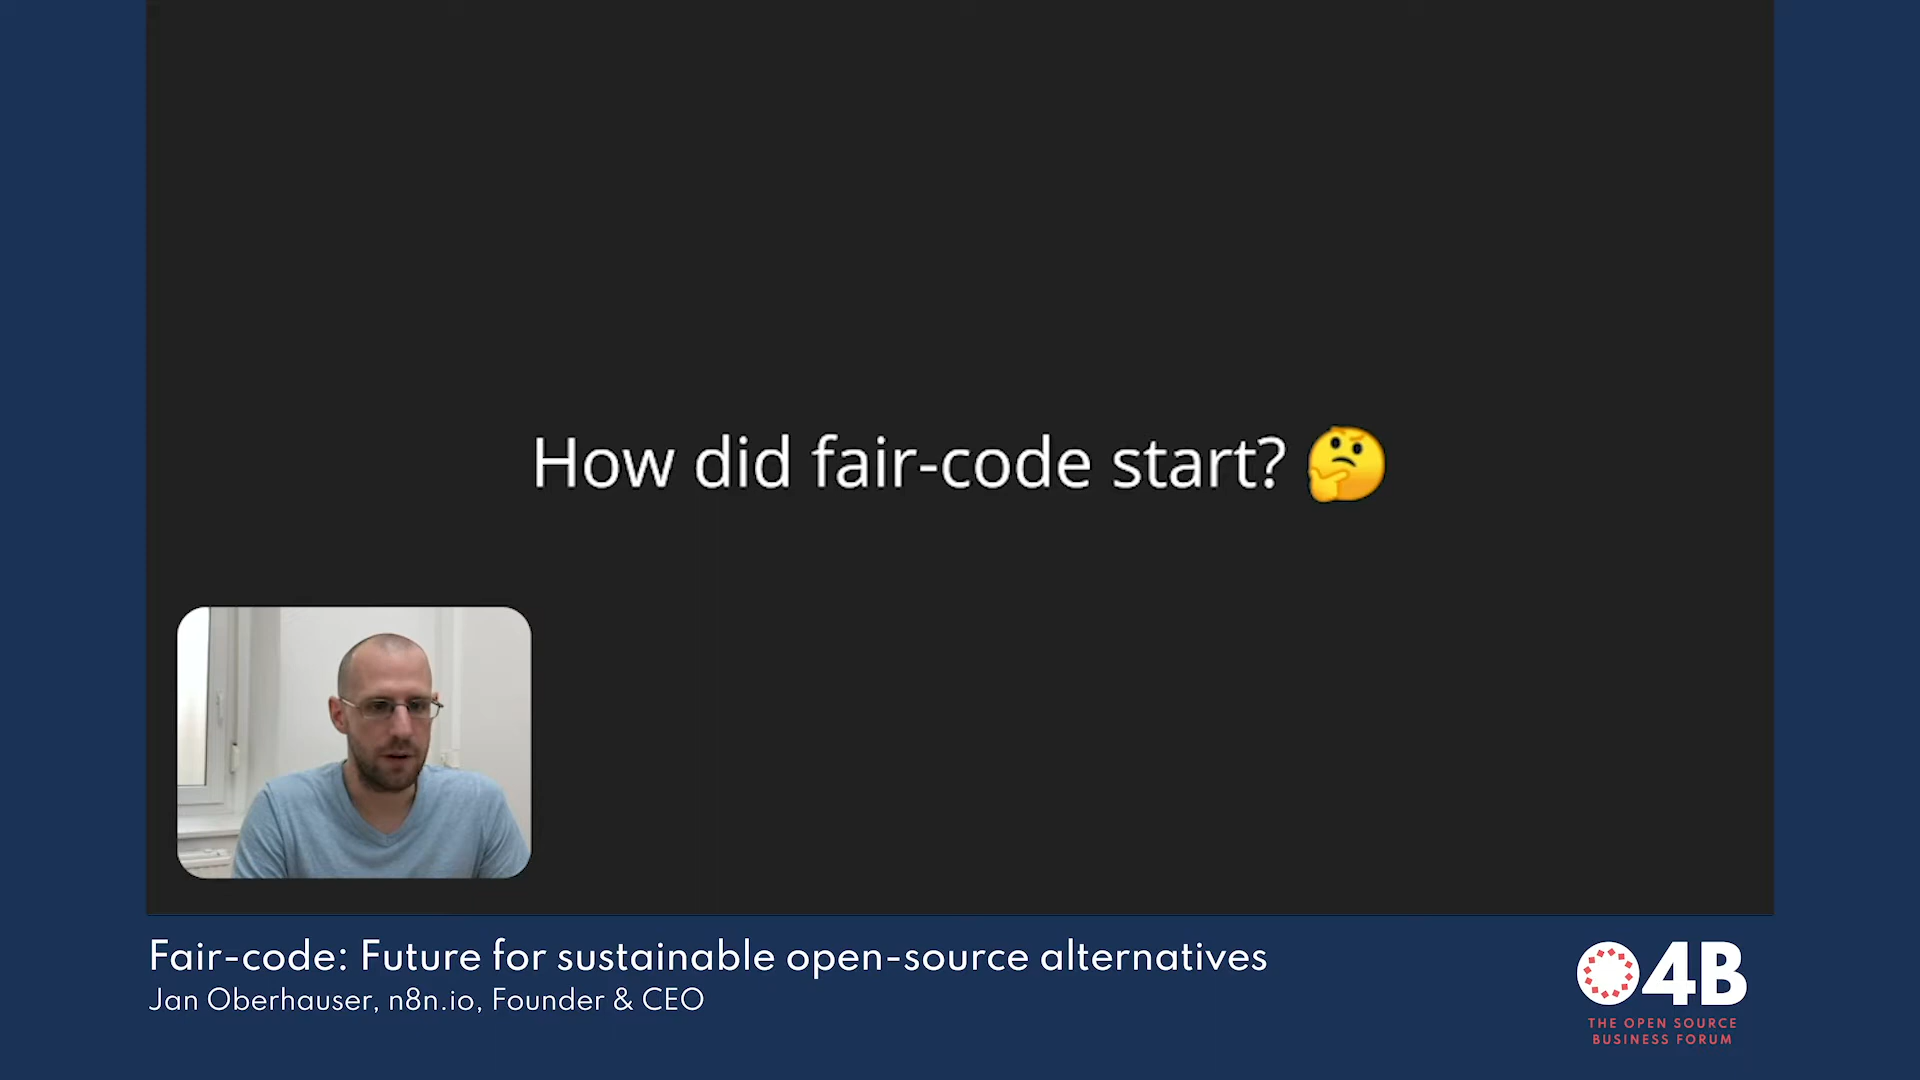 How did fair-code start? 🤔
Fair-code: Future for sustainable open-source alternatives
Jan Oberhauser, n8n.io, Founder & CEO
O4B
THE OPEN SOURCE
BUSINESS FORUM